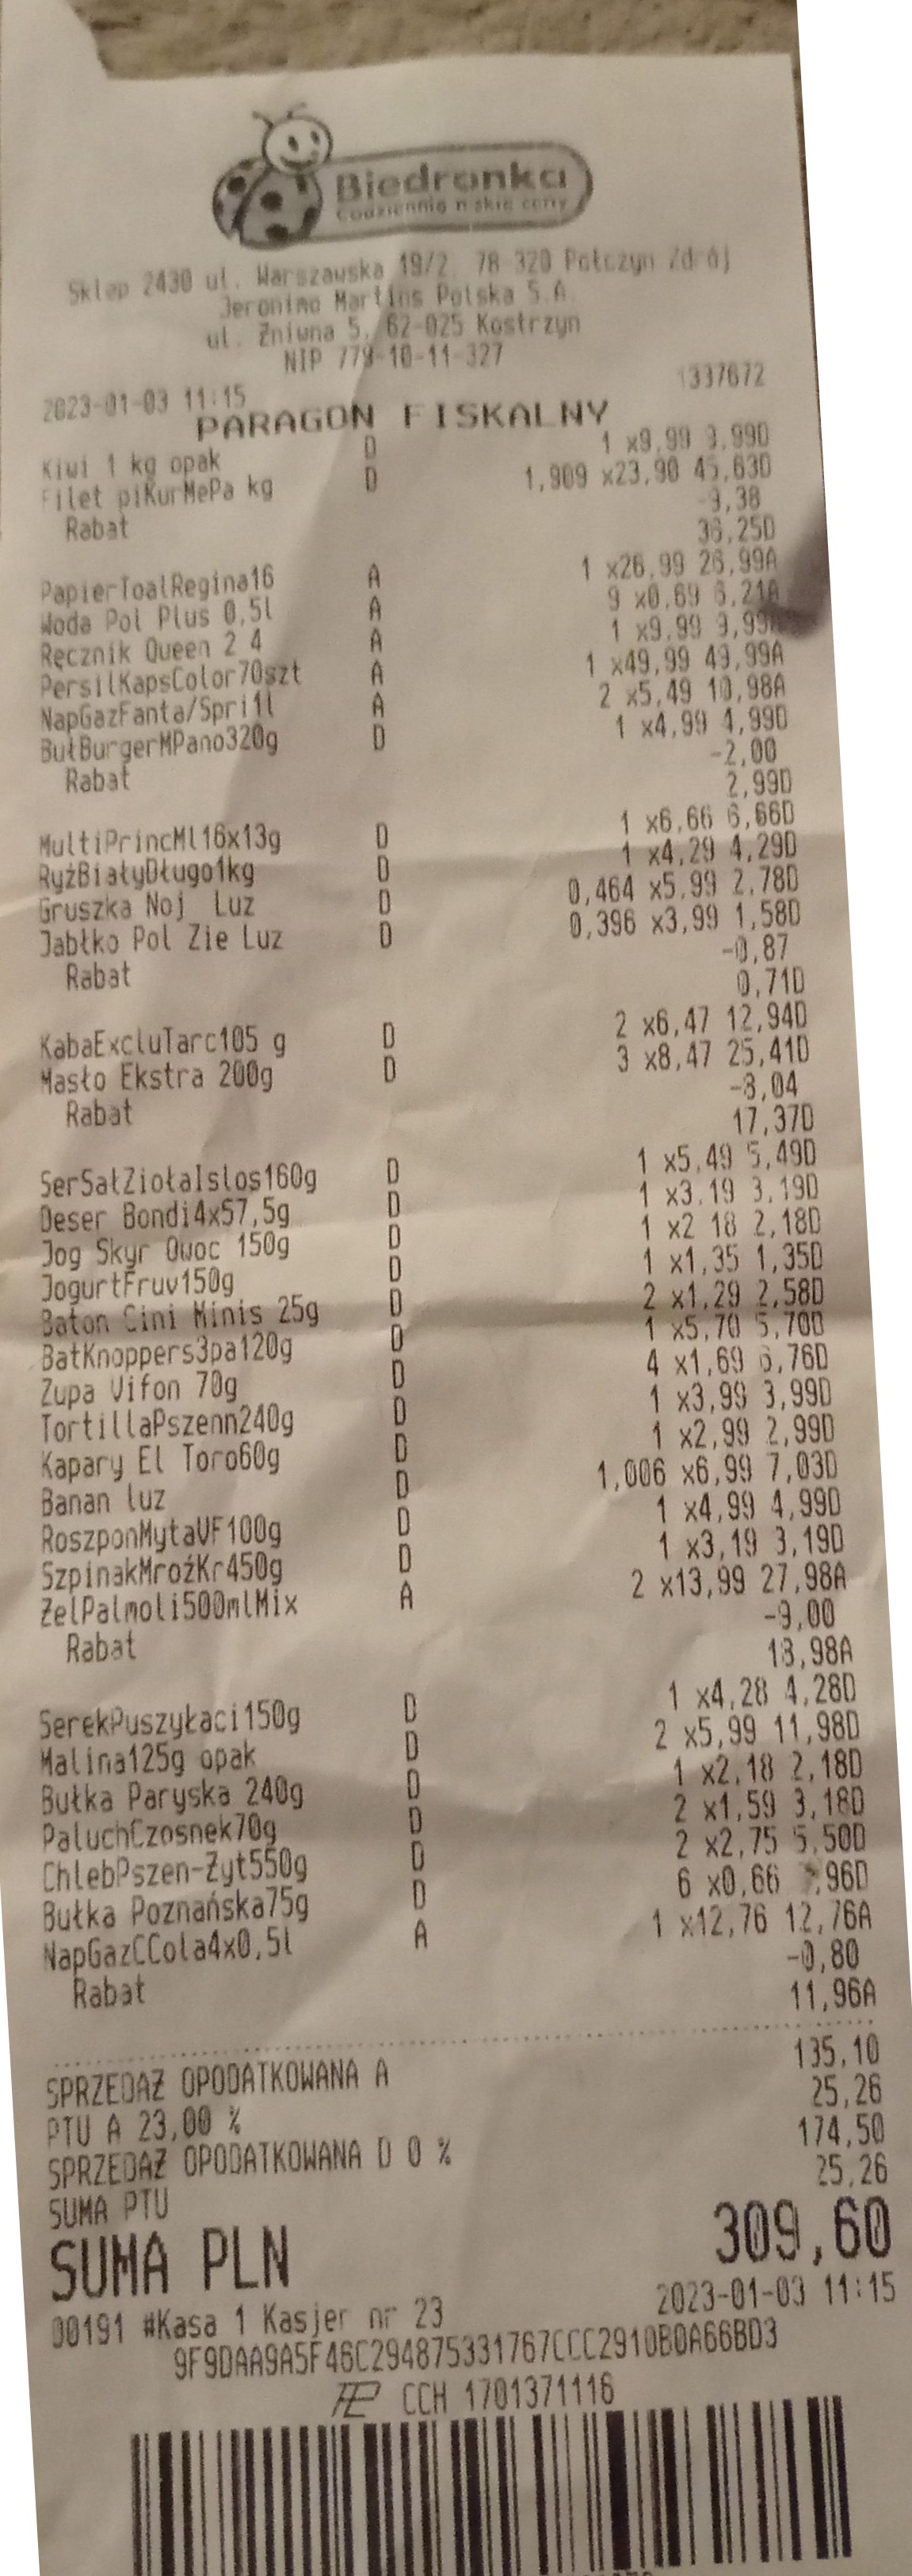 Biedronka
Codziennie niskie ceny
Sklep 2430 ul. Warszawska 19/2, 78-320 Połczyn Zdrój
Jeronimo Martins Polska S.A.
ul. Żniwna 5, 62-025 Kostrzyn
NIP 779-10-11-327
2023-01-03 11:15 1337672
PARAGON FISKALNY
Kiwi 1 kg opak D 1 x9,99 9,99D
Filet piKurMePa kg D 1,909 x23,90 45,63D
Rabat -9,38
36,25D
PapierToalRegina16 A 1 x26,99 26,99A
Woda Pol Plus 0,5l A 9 x0,69 6,21A
Ręcznik Queen 2 4 A 1 x9,99 9,99A
PersilKapsColor70szt A 1 x49,99 49,99A
NapGazFanta/Spri1l A 2 x5,49 10,98A
BułBurgerMPano320g D 1 x4,99 4,99D
Rabat -2,00
2,99D
MultiPrincMl16x13g D 1 x6,66 6,66D
RyżBiałyDługo1kg D 1 x4,29 4,29D
Gruszka Noj Luz D 0,464 x5,99 2,78D
Jabłko Pol Zie Luz D 0,396 x3,99 1,58D
Rabat -0,87
0,71D
KabaExcluTarc105 g D 2 x6,47 12,94D
Masło Ekstra 200g D 3 x8,47 25,41D
Rabat -8,04
17,37D
SerSałZiołaIslos160g D 1 x5,49 5,49D
Deser Bondi4x57,5g D 1 x3,19 3,19D
Jog Skyr Owoc 150g D 1 x2,18 2,18D
JogurtFruv150g D 1 x1,35 1,35D
Baton Cini Minis 25g D 2 x1,29 2,58D
BatKnoppers3pa120g D 1 x5,70 5,70D
Zupa Vifon 70g D 4 x1,69 6,76D
TortillaPszenn240g D 1 x3,99 3,99D
Kapary El Toro60g D 1 x2,99 2,99D
Banan luz D 1,006 x6,99 7,03D
RoszponMytaVF100g D 1 x4,99 4,99D
SzpinakMrożKr450g D 1 x3,19 3,19D
ŻelPalmoli500mlMix A 2 x13,99 27,98A
Rabat -9,00
18,98A
SerekPuszyŁaci150g D 1 x4,28 4,28D
Malina125g opak D 2 x5,99 11,98D
Bułka Paryska 240g D 1 x2,18 2,18D
PaluchCzosnek70g D 2 x1,59 3,18D
ChlebPszen-Żyt550g D 2 x2,75 5,50D
Bułka Poznańska75g D 6 x0,66 3,96D
NapGazCCola4x0,5l A 1 x12,76 12,76A
Rabat -0,80
11,96A
SPRZEDAŻ OPODATKOWANA A 135,10
PTU A 23,00 % 25,26
SPRZEDAŻ OPODATKOWANA D 0 % 174,50
SUMA PTU 25,26
SUMA PLN 309,60
00191 #Kasa 1 Kasjer nr 23 2023-01-03 11:15
9F9DAA9A5F46C294875331767CCC2910B0A66BD3
CCH 1701371116